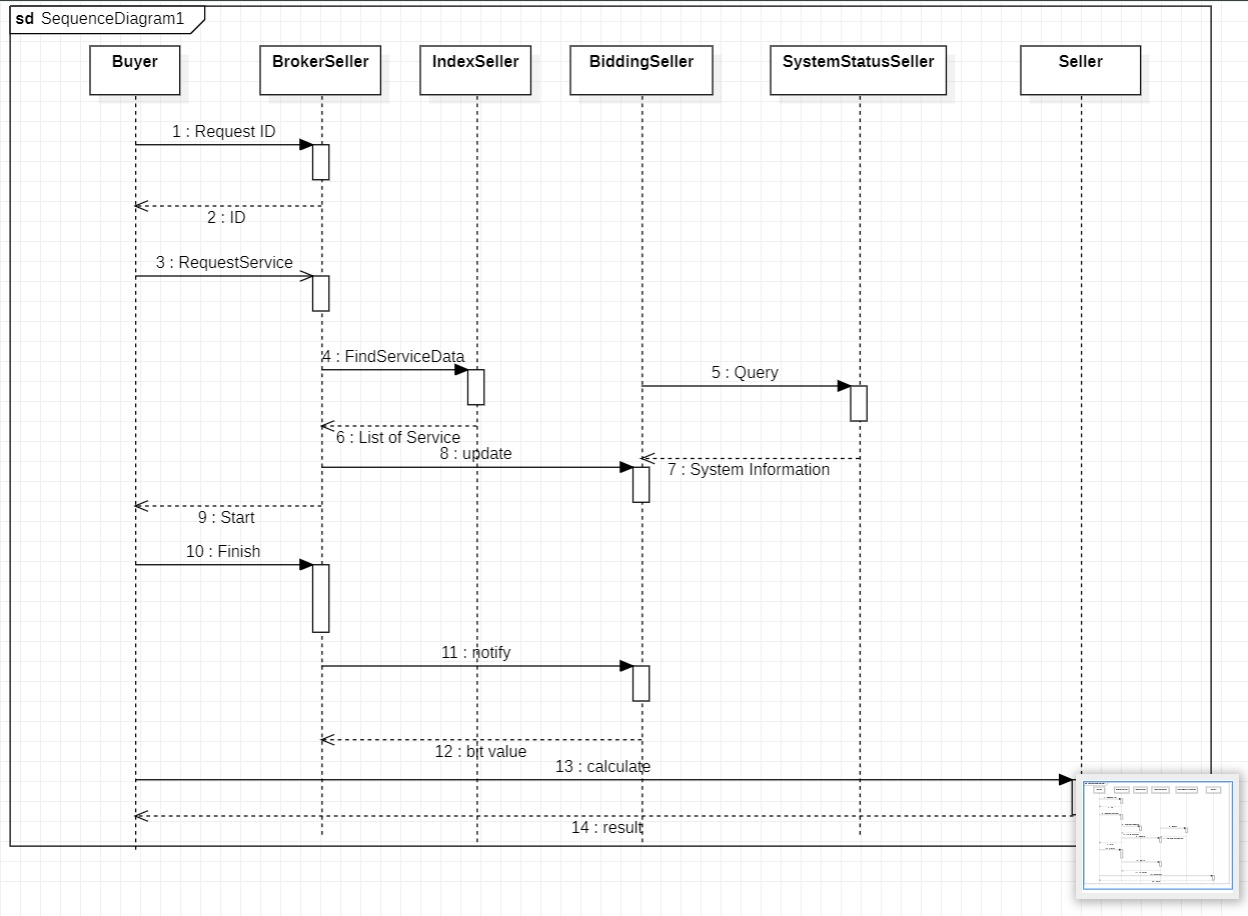 sd SequenceDiagram1
Buyer
BrokerSeller
IndexSeller
BiddingSeller
SystemStatusSeller
Seller
1 : Request ID
2 : ID
3 : RequestService
4 : FindServiceData
5 : Query
6 : List of Service
8 : update
7 : System Information
9 : Start
10 : Finish
11 : notify
12 : bit value
13 : calculate
14 : result